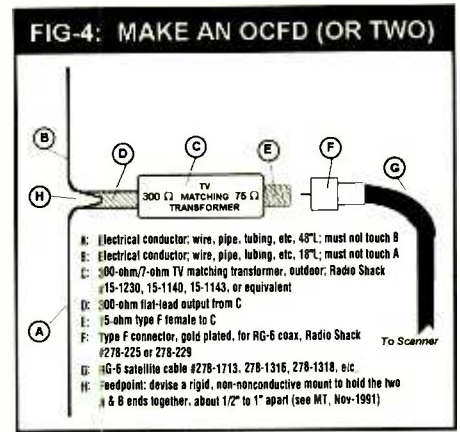 FIG-4: MAKE AN OCFD (OR TWO)
B
D
C
E
F
G
H
300 Ω TV MATCHING TRANSFORMER 75 Ω
A
To Scanner
A: Electrical conductor; wire, pipe, tubing, etc, 48"L; must not touch B
B: Electrical conductor; wire, pipe, tubing, etc, 18"L; must not touch A
C: 300-ohm/7-ohm TV matching transformer, outdoor; Radio Shack
#15-1230, 15-1140, 15-1143, or equivalent
D: 300-ohm flat-lead output from C
E: 75-ohm type F female to C
F: Type F connector, gold plated, for RG-6 coax, Radio Shack
#278-225 or 278-229
G: RG-6 satellite cable #278-1713, 278-1316, 278-1318, etc
H: Feedpoint: devise a rigid, non-nonconductive mount to hold the two
A & B ends together, about 1/2" to 1" apart (see MT, Nov-1991)